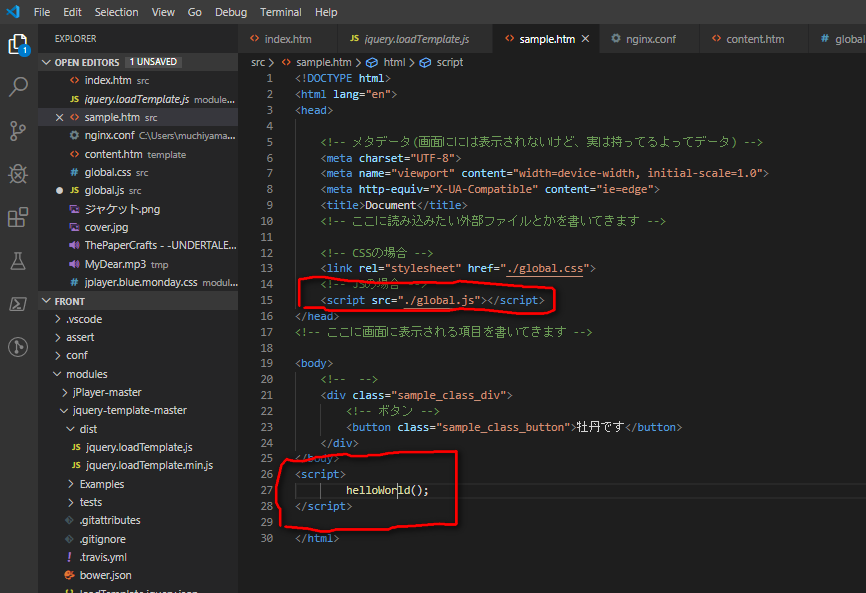 File Edit Selection View Go Debug Terminal Help
EXPLORER
OPEN EDITORS 1 UNSAVED
index.htm src
jquery.loadTemplate.js module...
sample.htm src
nginx.conf C:\Users\muchiyama...
content.htm template
global.css src
global.js src
ジャケット.png
cover.jpg
ThePaperCrafts - -UNDERTALE...
MyDear.mp3 tmp
jplayer.blue.monday.css modul...
FRONT
.vscode
assert
conf
modules
jPlayer-master
jquery-template-master
dist
jquery.loadTemplate.js
jquery.loadTemplate.min.js
Examples
tests
.gitattributes
.gitignore
.travis.yml
bower.json
loadTemplate.jquery.json
1
index.htm jquery.loadTemplate.js sample.htm nginx.conf content.htm global
src > sample.htm > html > script
1 <!DOCTYPE html>
2 <html lang="en">
3 <head>
4
5 <!-- メタデータ(画面にには表示されないけど、実は持ってるよってデータ) -->
6 <meta charset="UTF-8">
7 <meta name="viewport" content="width=device-width, initial-scale=1.0">
8 <meta http-equiv="X-UA-Compatible" content="ie=edge">
9 <title>Document</title>
10 <!-- ここに読み込みたい外部ファイルとかを書いてきます -->
11
12 <!-- CSSの場合 -->
13 <link rel="stylesheet" href="./global.css">
14 <!-- JSの場合 -->
15 <script src="./global.js"></script>
16 </head>
17 <!-- ここに画面に表示される項目を書いてきます -->
18
19 <body>
20 <!-- -->
21 <div class="sample_class_div">
22 <!-- ボタン -->
23 <button class="sample_class_button">牡丹です</button>
24 </div>
25 </body>
26 <script>
27 helloWorld();
28 </script>
29
30 </html>